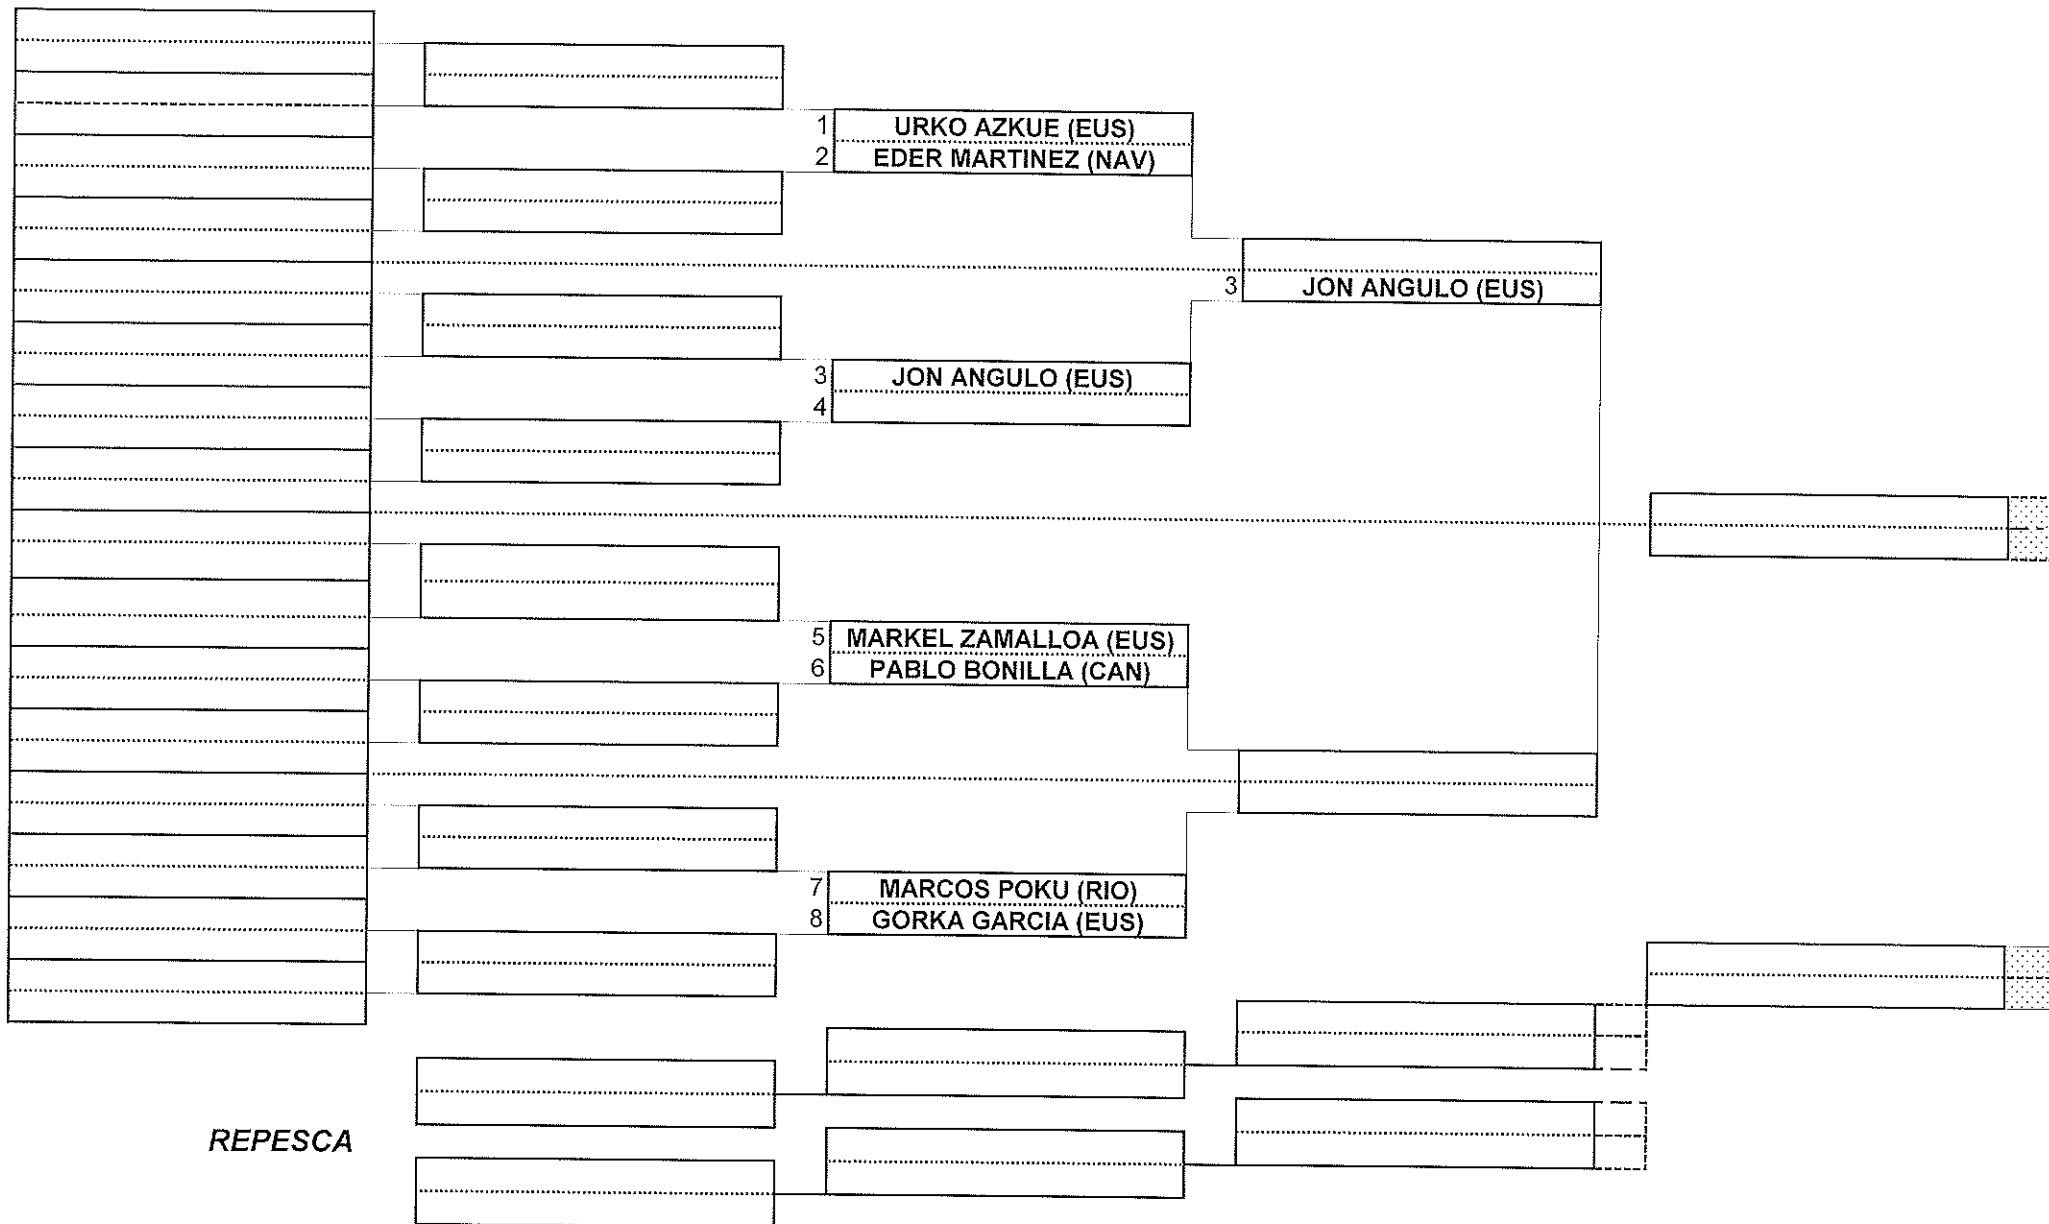 1 URKO AZKUE (EUS)
2 EDER MARTINEZ (NAV)
3 JON ANGULO (EUS)
3 JON ANGULO (EUS)
4
5 MARKEL ZAMALLOA (EUS)
6 PABLO BONILLA (CAN)
7 MARCOS POKU (RIO)
8 GORKA GARCIA (EUS)
REPESCA